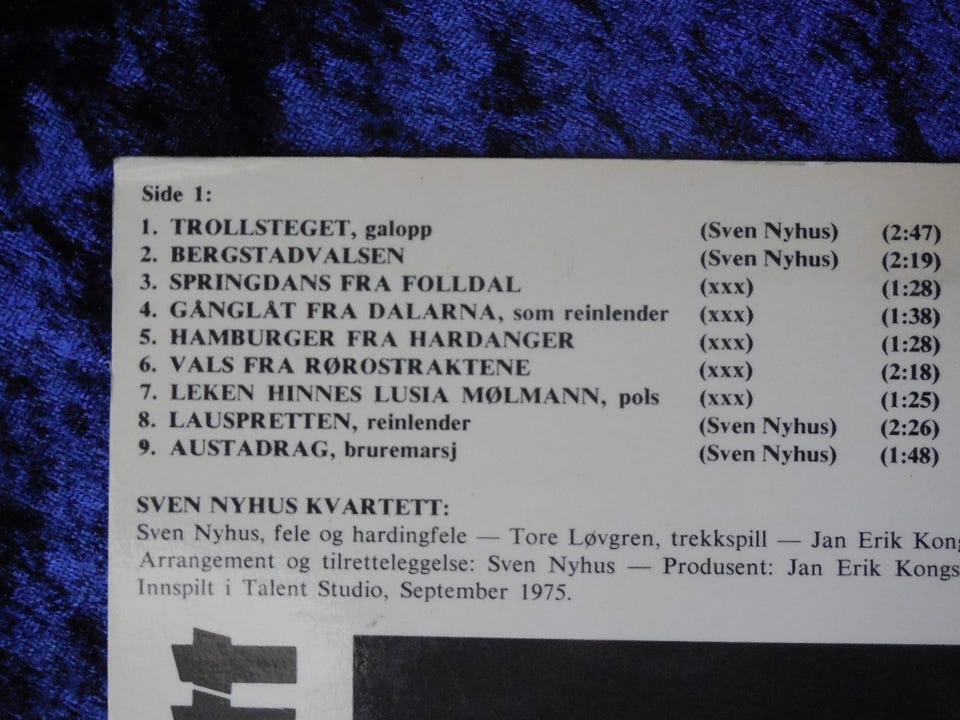 Side 1:
1. TROLLSTEGET, galopp (Sven Nyhus) (2:47)
2. BERGSTADVALSEN (Sven Nyhus) (2:19)
3. SPRINGDANS FRA FOLLDAL (xxx) (1:28)
4. GÅNGLÅT FRA DALARNA, som reinlender (xxx) (1:38)
5. HAMBURGER FRA HARDANGER (xxx) (1:28)
6. VALS FRA RØROSTRAKTENE (xxx) (2:18)
7. LEKEN HINNES LUSIA MØLMANN, pols (xxx) (1:25)
8. LAUSPRETTEN, reinlender (Sven Nyhus) (2:26)
9. AUSTADRAG, bruremarsj (Sven Nyhus) (1:48)
SVEN NYHUS KVARTETT:
Sven Nyhus, fele og hardingfele — Tore Løvgren, trekkspill — Jan Erik
Arrangement og tilretteleggelse: Sven Nyhus — Produsent: Jan Erik
Innspilt i Talent Studio, September 1975.